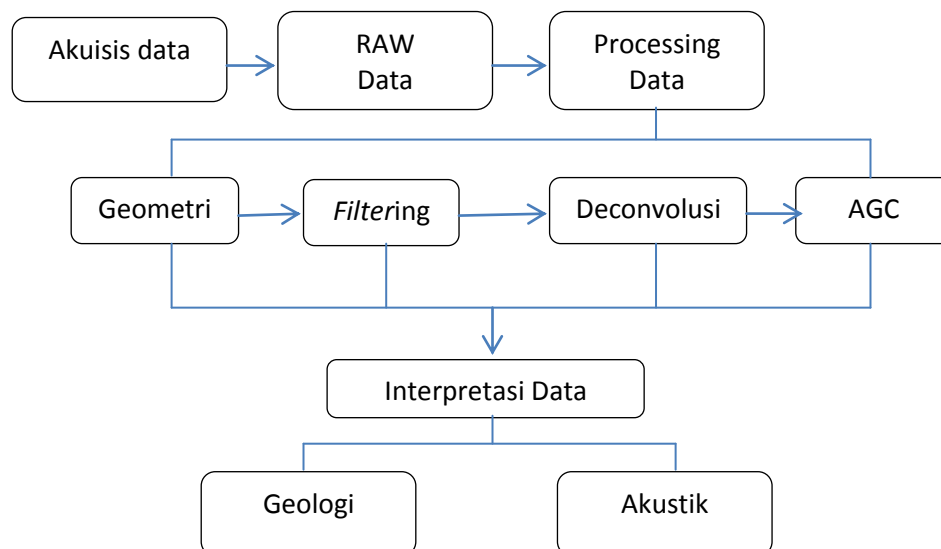 Akuisis data
RAW
Data
Processing
Data
Geometri
Filtering
Deconvolusi
AGC
Interpretasi Data
Geologi
Akustik